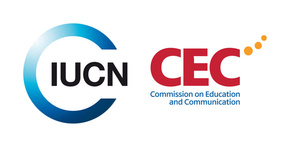 IUCN
CEC
Commission on Education
and Communication